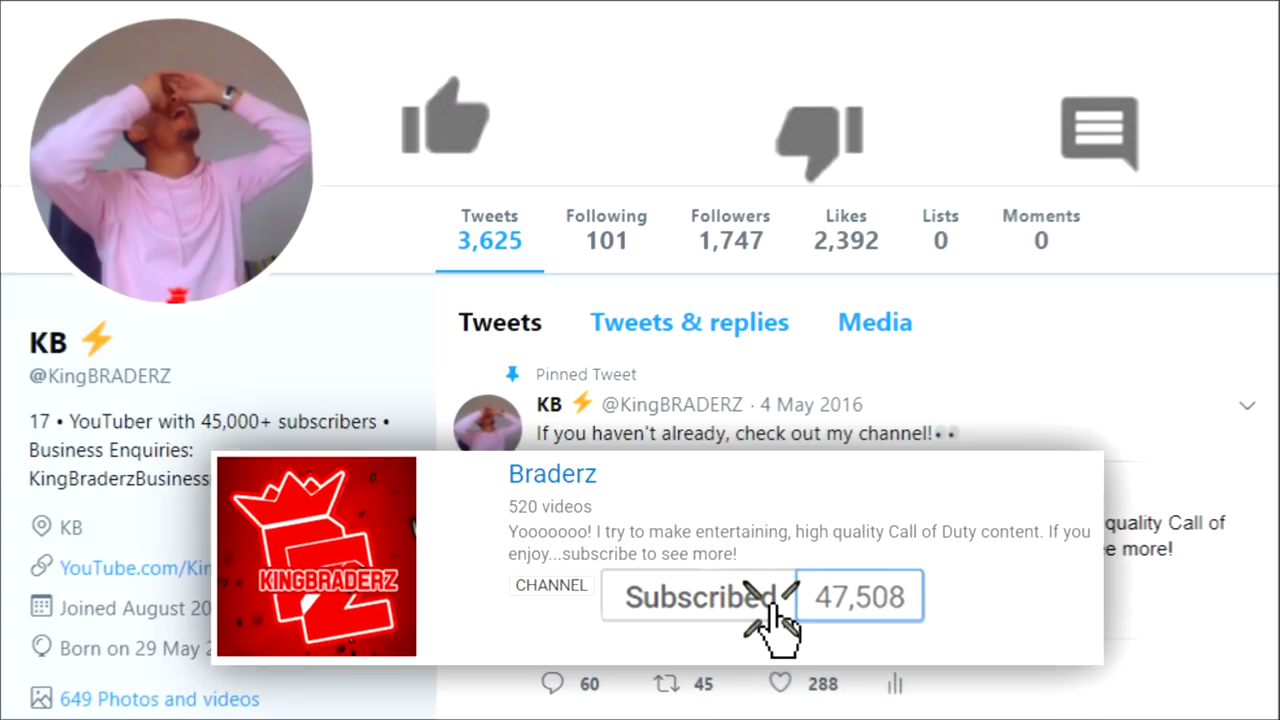 Tweets Following Followers Likes Lists Moments
3,625 101 1,747 2,392 0 0
Tweets Tweets & replies Media
Pinned Tweet
KB ⚡ @KingBRADERZ · 4 May 2016
If you haven't already, check out my channel!👀
KB ⚡
@KingBRADERZ
17 • YouTuber with 45,000+ subscribers •
Business Enquiries:
KingBraderzBusiness
KB
YouTube.com/Kin
Joined August 20
Born on 29 May 2
649 Photos and videos
KINGBRADERZ
Braderz
520 videos
Yooooooo! I try to make entertaining, high quality Call of Duty content. If you
enjoy...subscribe to see more!
CHANNEL Subscribed 47,508
quality Call of
e more!
60 45 288